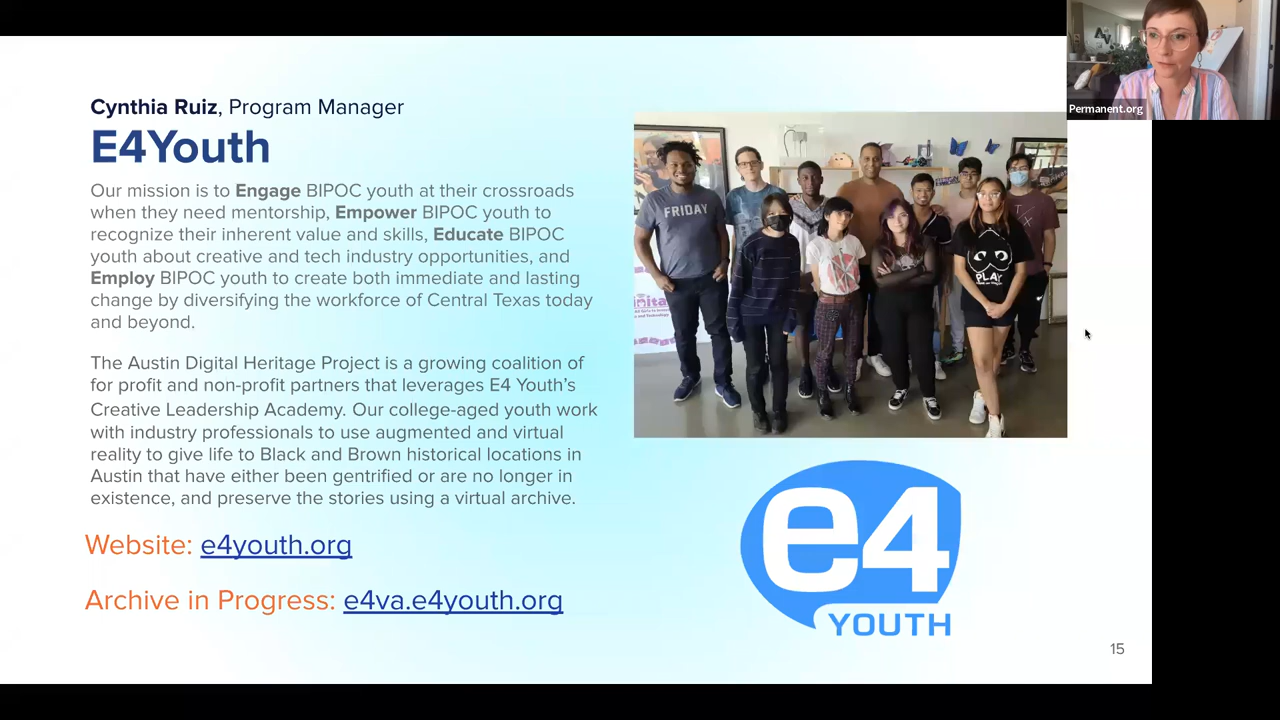 Permanent.org
Cynthia Ruiz, Program Manager
E4Youth
Our mission is to Engage BIPOC youth at their crossroads
when they need mentorship, Empower BIPOC youth to
recognize their inherent value and skills, Educate BIPOC
youth about creative and tech industry opportunities, and
Employ BIPOC youth to create both immediate and lasting
change by diversifying the workforce of Central Texas today
and beyond.
The Austin Digital Heritage Project is a growing coalition of
for profit and non-profit partners that leverages E4 Youth's
Creative Leadership Academy. Our college-aged youth work
with industry professionals to use augmented and virtual
reality to give life to Black and Brown historical locations in
Austin that have either been gentrified or are no longer in
existence, and preserve the stories using a virtual archive.
Website: e4youth.org
Archive in Progress: e4va.e4youth.org
FRIDAY
PLAY
e4
YOUTH
15